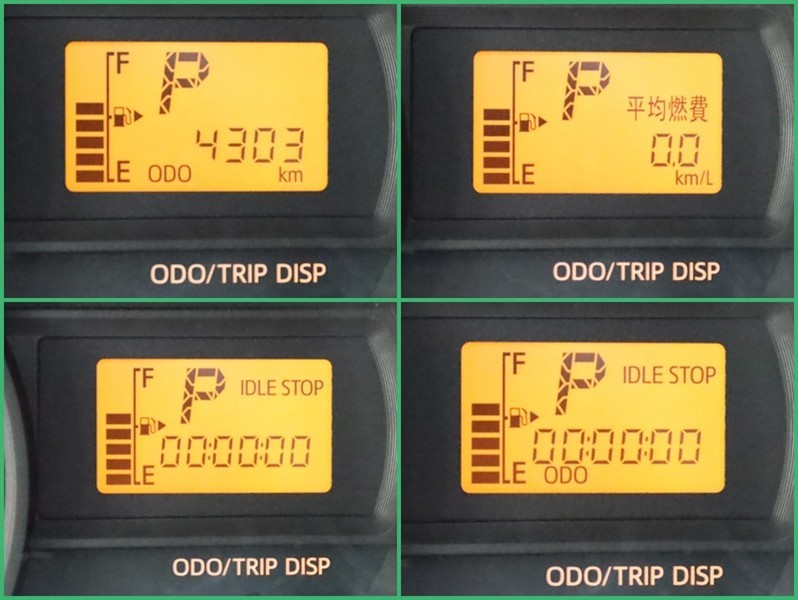 F
P
4303
E
ODO
km
ODO/TRIP DISP
F
P
平均燃費
0.0
E
km/L
ODO/TRIP DISP
F
P
IDLE STOP
00:00:00
E
ODO/TRIP DISP
F
P
IDLE STOP
00:00:00
E
ODO
ODO/TRIP DISP